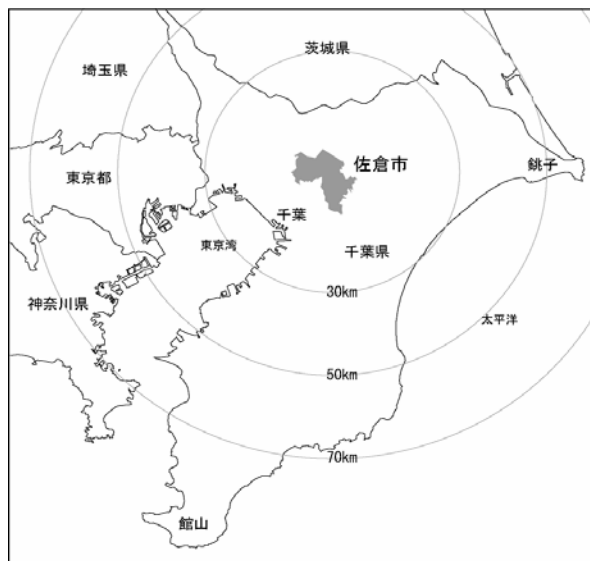 茨城県
埼玉県
佐倉市
銚子
東京都
千葉
東京湾
千葉県
30km
神奈川県
太平洋
50km
70km
館山